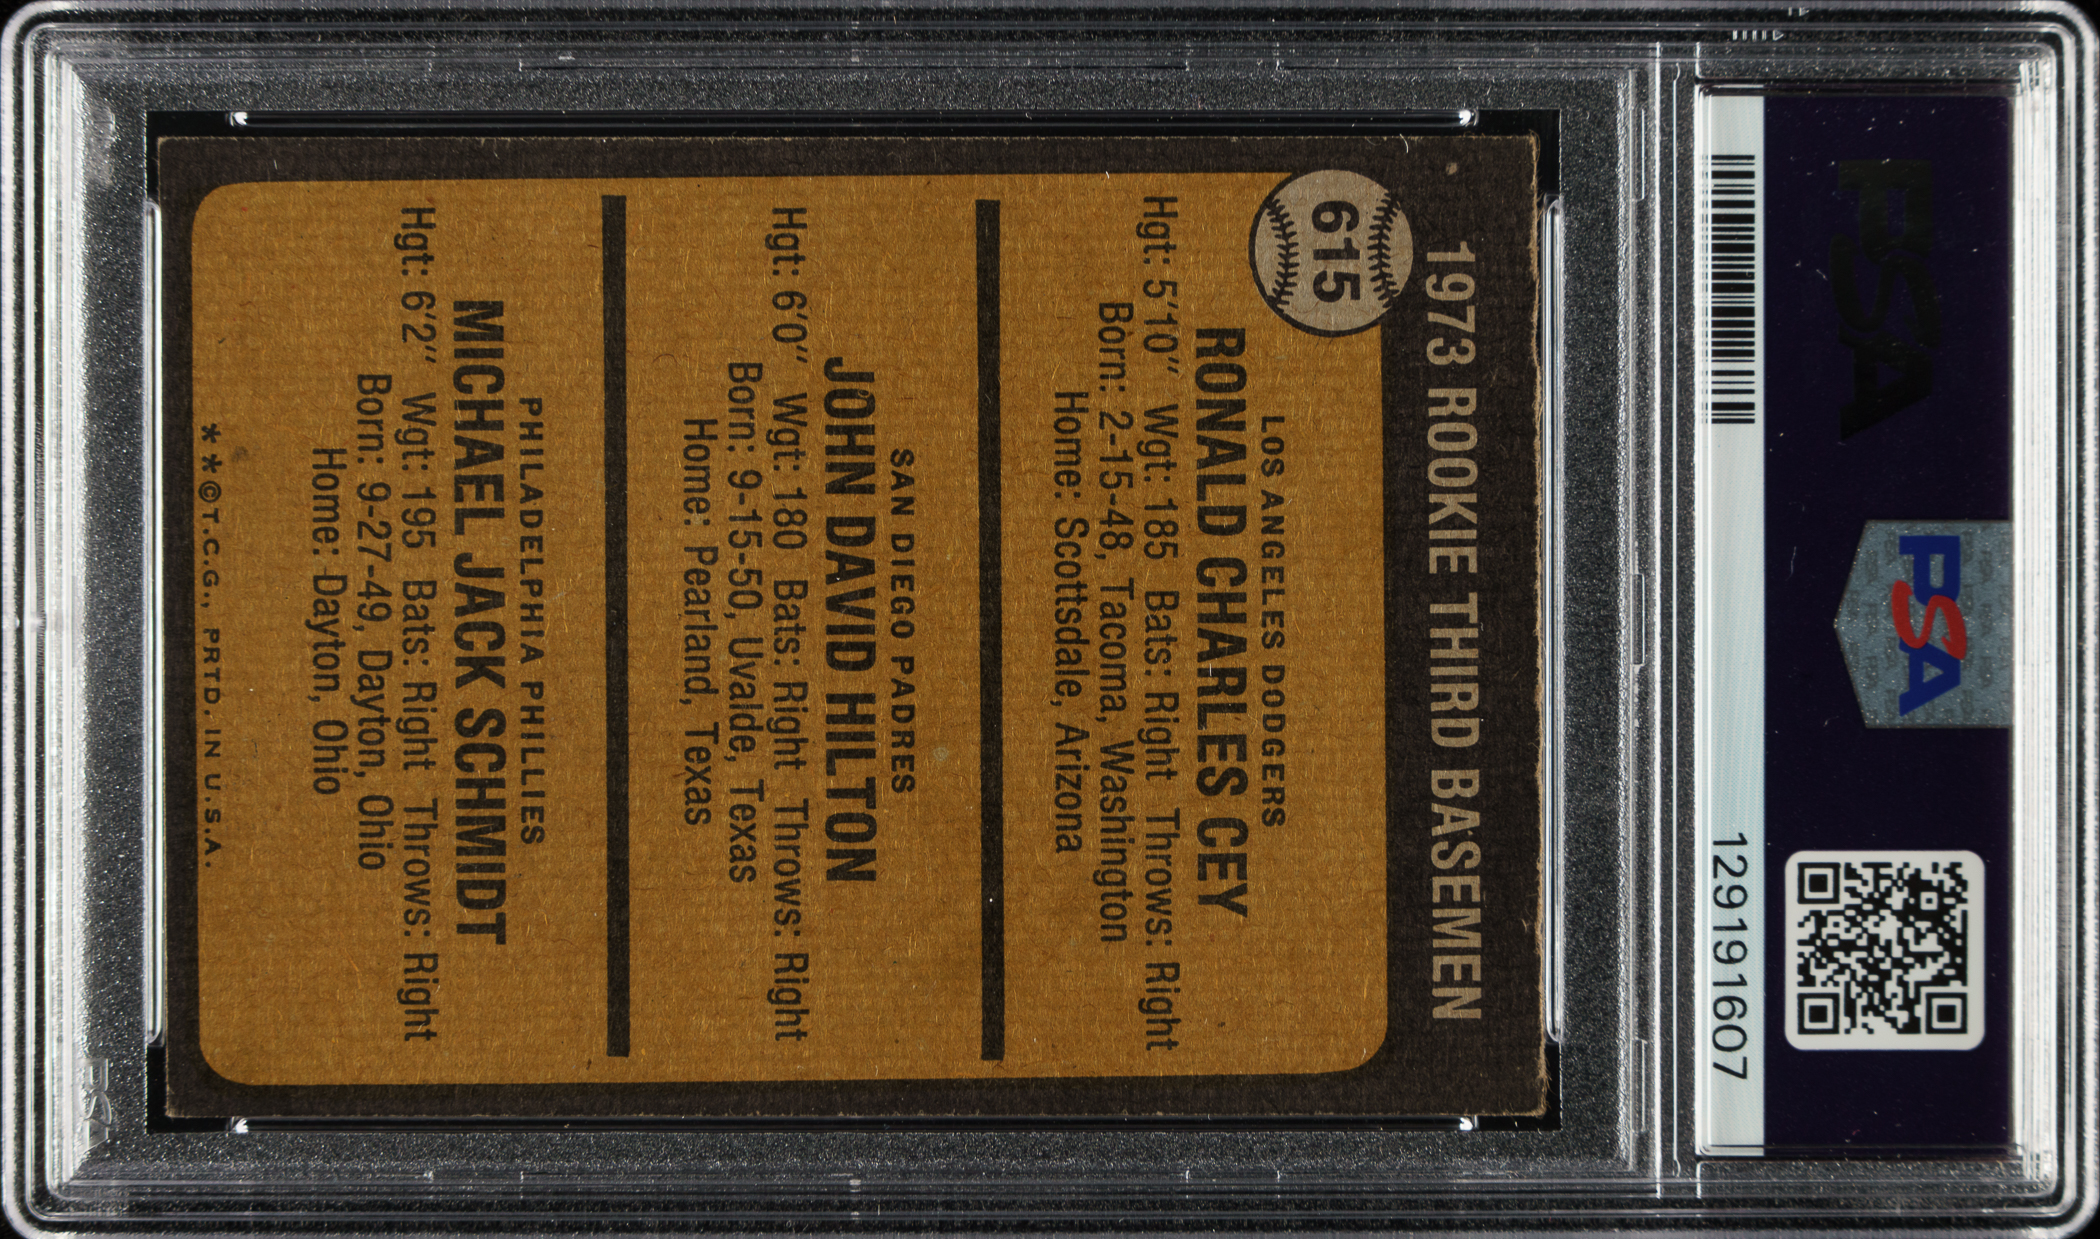 PSA
PSA
129191607
1973 ROOKIE THIRD BASEMEN
615
LOS ANGELES DODGERS
RONALD CHARLES CEY
Hgt: 5'10" Wgt: 185 Bats: Right Throws: Right
Born: 2-15-48, Tacoma, Washington
Home: Scottsdale, Arizona
SAN DIEGO PADRES
JOHN DAVID HILTON
Hgt: 6'0" Wgt: 180 Bats: Right Throws: Right
Born: 9-15-50, Uvalde, Texas
Home: Pearland, Texas
PHILADELPHIA PHILLIES
MICHAEL JACK SCHMIDT
Hgt: 6'2" Wgt: 195 Bats: Right Throws: Right
Born: 9-27-49, Dayton, Ohio
Home: Dayton, Ohio
* * © T.C.G., PRTD. IN U.S.A.
PSA